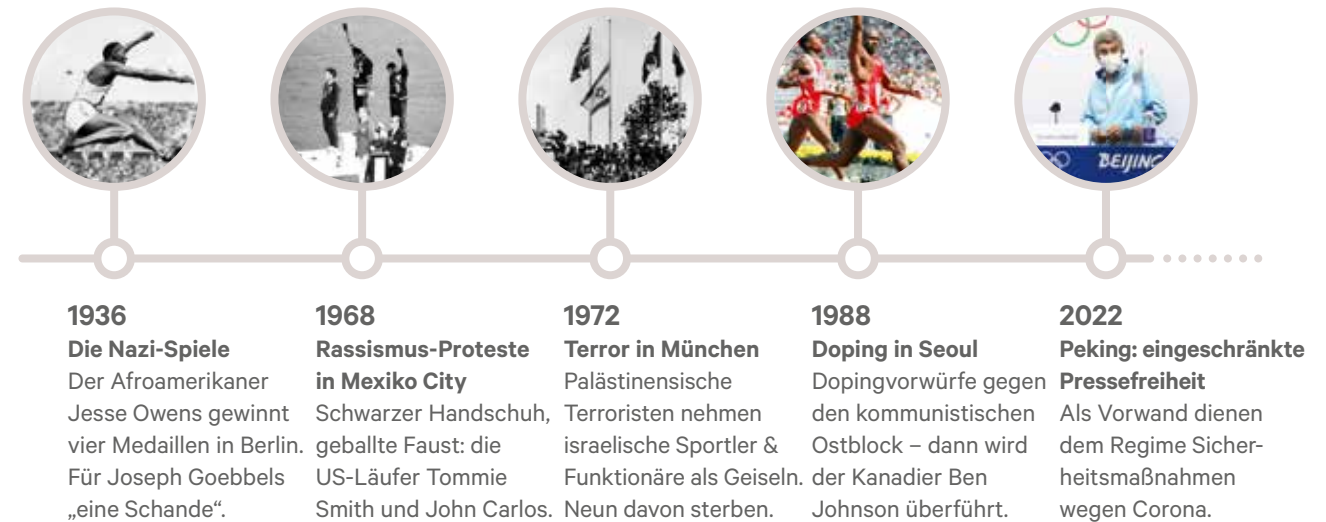 BEIJING
1936
Die Nazi-Spiele
Der Afroamerikaner
Jesse Owens gewinnt
vier Medaillen in Berlin.
Für Joseph Goebbels
„eine Schande“.
1968
Rassismus-Proteste
in Mexiko City
Schwarzer Handschuh,
geballte Faust: die
US-Läufer Tommie
Smith und John Carlos.
1972
Terror in München
Palästinensische
Terroristen nehmen
israelische Sportler &
Funktionäre als Geiseln.
Neun davon sterben.
1988
Doping in Seoul
Dopingvorwürfe gegen
den kommunistischen
Ostblock – dann wird
der Kanadier Ben
Johnson überführt.
2022
Peking: eingeschränkte
Pressefreiheit
Als Vorwand dienen
dem Regime Sicher-
heitsmaßnahmen
wegen Corona.